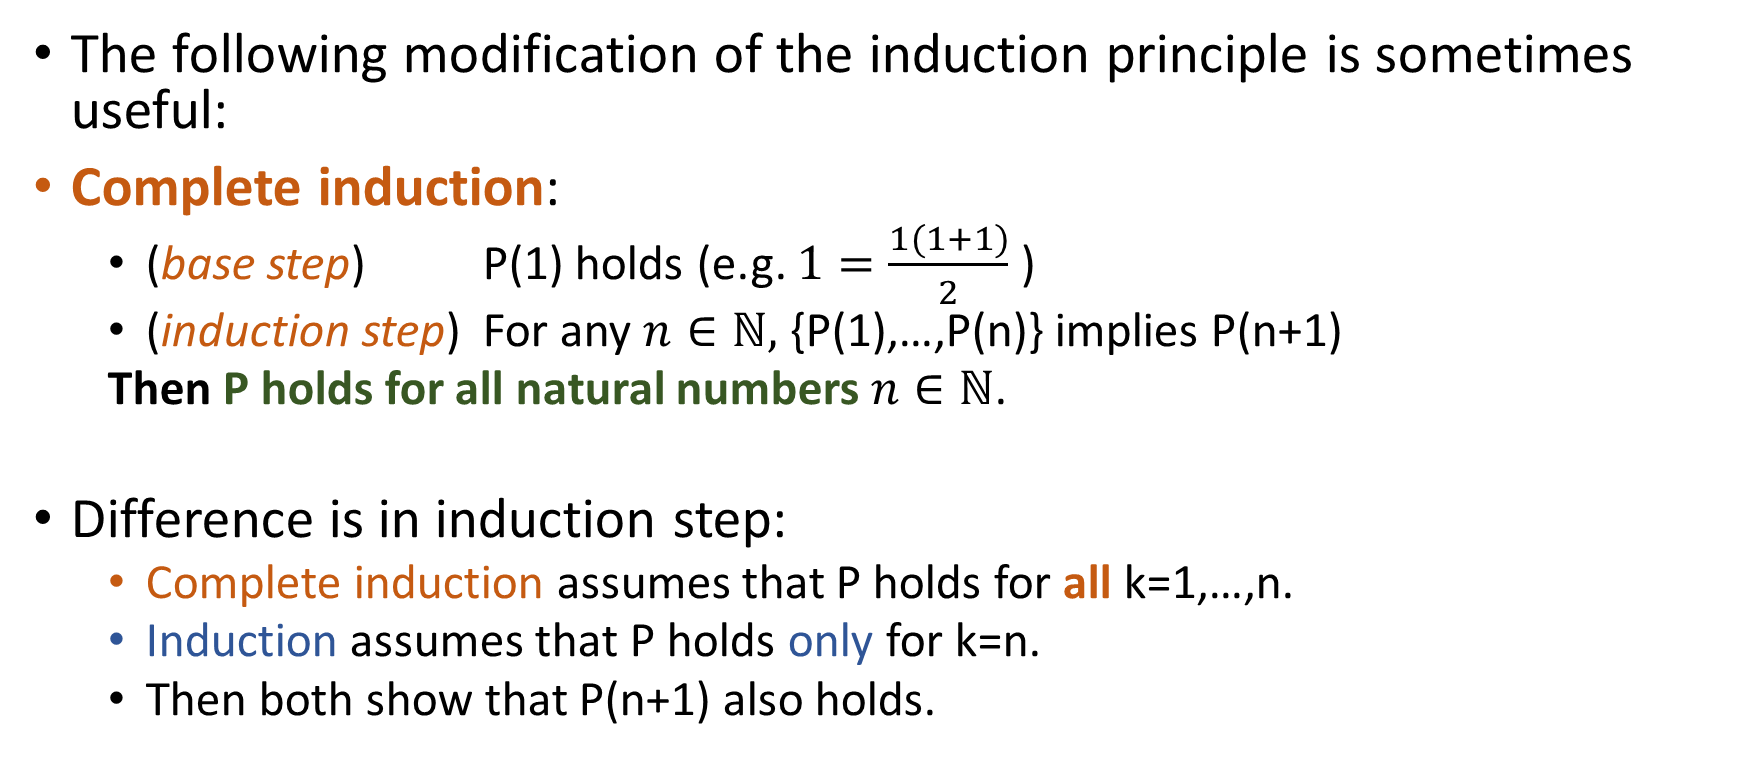 • The following modification of the induction principle is sometimes
useful:
• Complete induction:
• (base step) P(1) holds (e.g. 1 = 1(1+1)/2 )
• (induction step) For any n ∈ ℕ, {P(1),...,P(n)} implies P(n+1)
Then P holds for all natural numbers n ∈ ℕ.
• Difference is in induction step:
• Complete induction assumes that P holds for all k=1,...,n.
• Induction assumes that P holds only for k=n.
• Then both show that P(n+1) also holds.